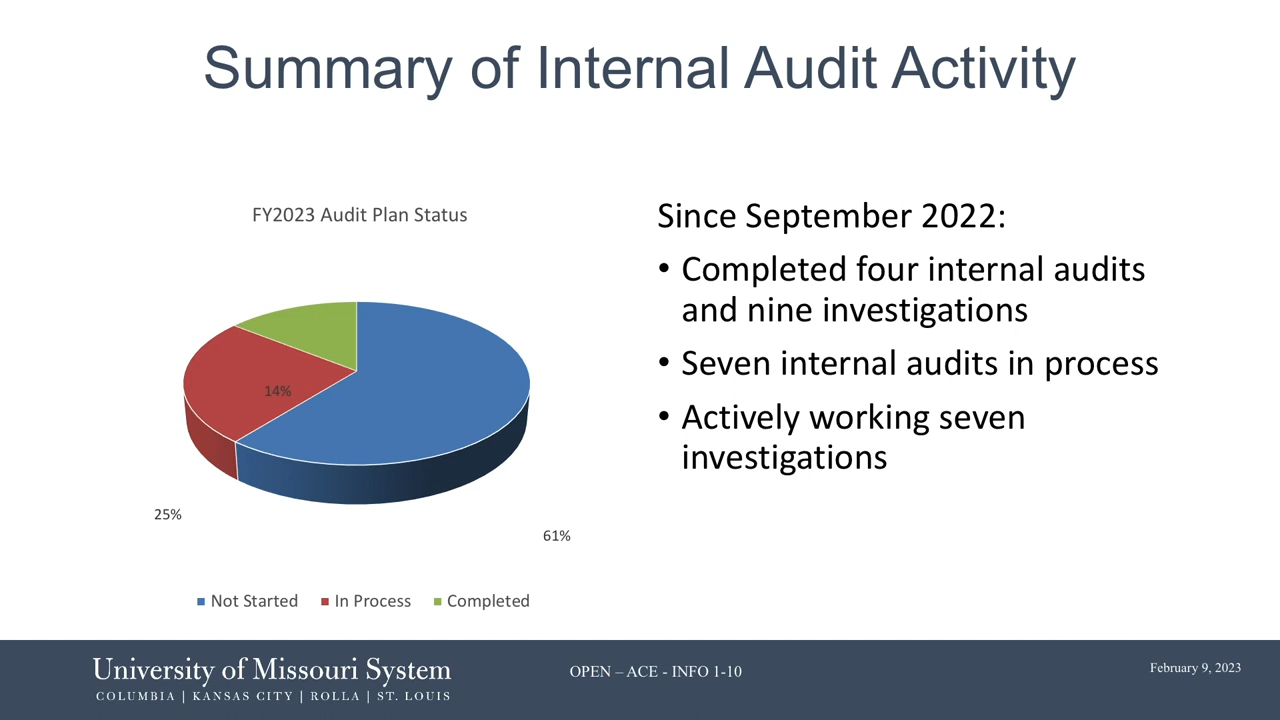 Summary of Internal Audit Activity
FY2023 Audit Plan Status
14%
25%
61%
Not Started In Process Completed
Since September 2022:
• Completed four internal audits
and nine investigations
• Seven internal audits in process
• Actively working seven
investigations
University of Missouri System
COLUMBIA | KANSAS CITY | ROLLA | ST. LOUIS
OPEN – ACE - INFO 1-10
February 9, 2023